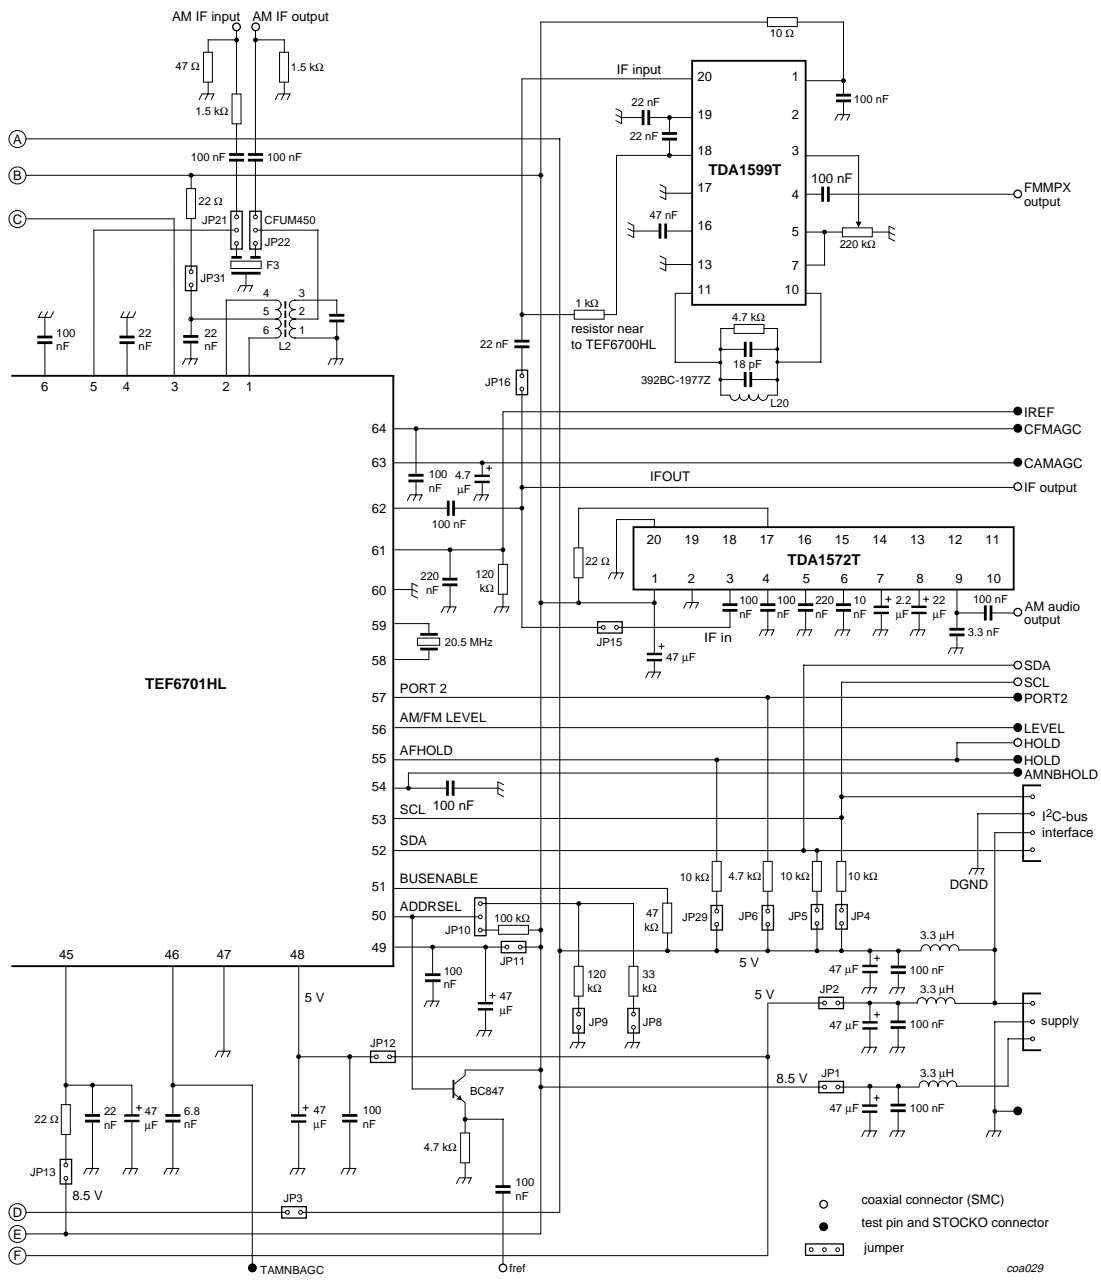 AM IF input AM IF output
47 Ω
1.5 kΩ
1.5 kΩ
100 nF
100 nF
22 Ω
JP21
CFUM450
JP22
F3
JP31
4
5
6
3
2
1
L2
100
nF
22
nF
22
nF
A
B
C
6 5 4 3 2 1
10 Ω
100 nF
IF input
22 nF
22 nF
47 nF
20
19
18
17
16
13
11
1
2
3
4
5
7
10
TDA1599T
100 nF
FMMPX
output
220 kΩ
1 kΩ
resistor near
to TEF6700HL
22 nF
JP16
4.7 kΩ
18 pF
392BC-1977Z
L20
64
63
62
61
60
59
58
57
56
55
54
53
52
51
50
49
IREF
CFMAGC
CAMAGC
IFOUT
IF output
100
nF
4.7
μF
+
100 nF
220
nF
120
kΩ
20.5 MHz
22 Ω
20 19 18 17 16 15 14 13 12 11
TDA1572T
1 2 3 4 5 6 7 8 9 10
100
nF
100
nF
220
nF
10
nF
+ 2.2
μF
+ 22
μF
100 nF
3.3 nF
AM audio
output
JP15
IF in
+
47 μF
TEF6701HL
PORT 2
AM/FM LEVEL
AFHOLD
100 nF
SCL
SDA
BUSENABLE
ADDRSEL
SDA
SCL
PORT2
LEVEL
HOLD
HOLD
AMNBHOLD
I2C-bus
interface
DGND
10 kΩ
4.7 kΩ
10 kΩ
10 kΩ
JP29
JP6
JP5
JP4
47
kΩ
JP10
100 kΩ
JP11
100
nF
+ 47
μF
120
kΩ
33
kΩ
JP9
JP8
5 V
47 μF
+
100 nF
3.3 μH
5 V
JP2
47 μF
+
100 nF
3.3 μH
supply
8.5 V
JP1
47 μF
+
100 nF
3.3 μH
45 46 47 48
5 V
JP12
BC847
4.7 kΩ
22 Ω
22
nF
+ 47
μF
6.8
nF
+ 47
μF
100
nF
100
nF
JP13
8.5 V
JP3
D
E
F
TAMNBAGC
fref
coaxial connector (SMC)
test pin and STOCKO connector
jumper
coa029